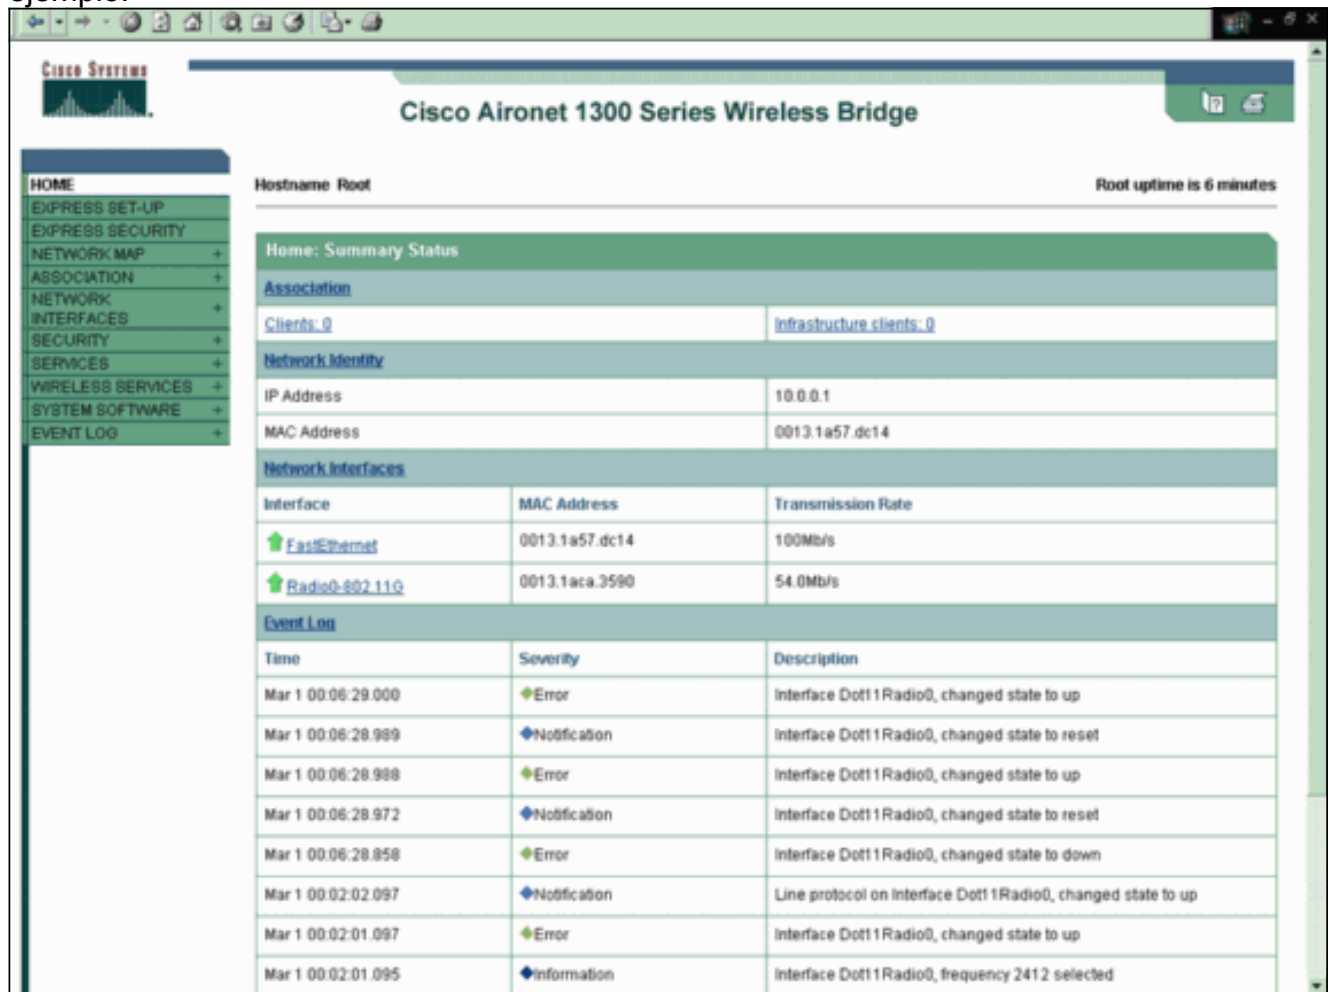 ejemplo:
CISCO SYSTEMS
Cisco Aironet 1300 Series Wireless Bridge
HOME
EXPRESS SET-UP
EXPRESS SECURITY
NETWORK MAP +
ASSOCIATION +
NETWORK
INTERFACES +
SECURITY +
SERVICES +
WIRELESS SERVICES +
SYSTEM SOFTWARE +
EVENT LOG +
Hostname Root Root uptime is 6 minutes
Home: Summary Status
Association
Clients: 0 Infrastructure clients: 0
Network Identity
IP Address 10.0.0.1
MAC Address 0013.1a57.dc14
Network Interfaces
Interface MAC Address Transmission Rate
FastEthernet 0013.1a57.dc14 100Mb/s
Radio0-802.11G 0013.1aca.3590 54.0Mb/s
Event Log
Time Severity Description
Mar 1 00:06:29.000 Error Interface Dot11Radio0, changed state to up
Mar 1 00:06:28.989 Notification Interface Dot11Radio0, changed state to reset
Mar 1 00:06:28.988 Error Interface Dot11Radio0, changed state to up
Mar 1 00:06:28.972 Notification Interface Dot11Radio0, changed state to reset
Mar 1 00:06:28.858 Error Interface Dot11Radio0, changed state to down
Mar 1 00:02:02.097 Notification Line protocol on Interface Dot11Radio0, changed state to up
Mar 1 00:02:01.097 Error Interface Dot11Radio0, changed state to up
Mar 1 00:02:01.095 Information Interface Dot11Radio0, frequency 2412 selected